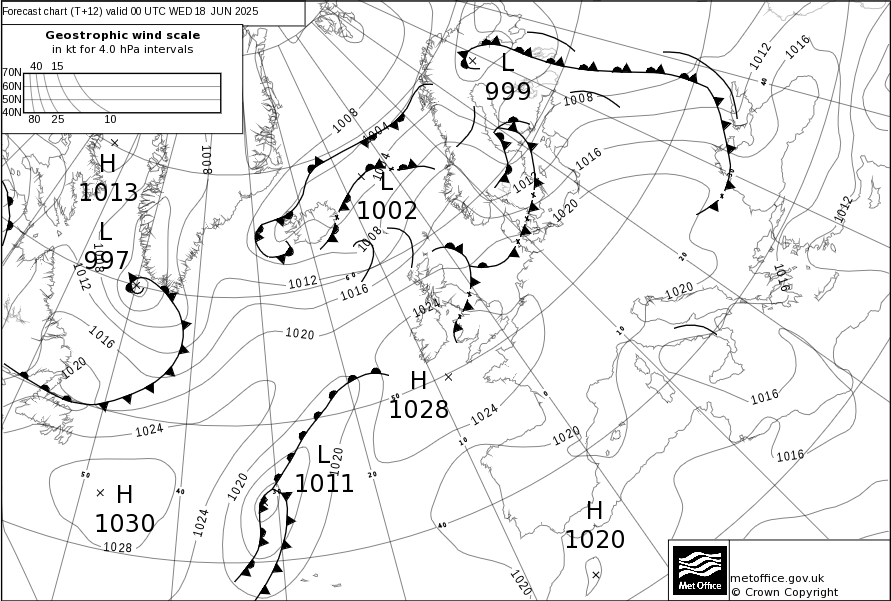 Forecast chart (T+12) valid 00 UTC WED 18 JUN 2025
Geostrophic wind scale
in kt for 4.0 hPa intervals
40 15
70N
60N
50N
40N
80 25 10
1012
1016
40
L
999
1008
1008
1004
1016
1008
H
1013
1012
L
1002
1020
1012
L
997
1008
1008
20
1012
60
1012
1016
1016
1020
1024
1020
1016
10
1020
H
1028
50
0
1024
1016
1024
10
1020
1016
L
1011
1020
1020
50
40
30
20
H
1030
1024
40
H
1020
1028
1020
metoffice.gov.uk
© Crown Copyright
Met Office